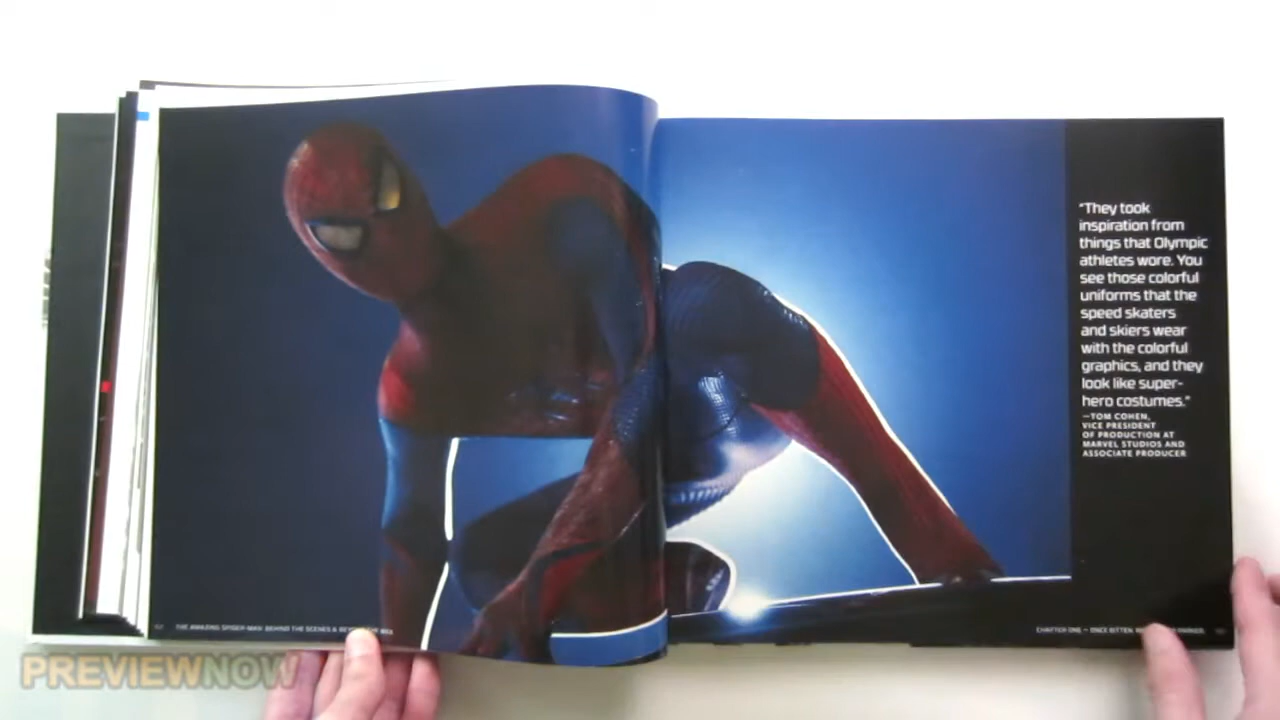 "They took
inspiration from
things that Olympic
athletes wore. You
see those colorful
uniforms that the
speed skaters
and skiers wear
with the colorful
graphics, and they
look like super-
hero costumes."
—TOM COHEN,
VICE PRESIDENT
OF PRODUCTION AT
MARVEL STUDIOS AND
ASSOCIATE PRODUCER
THE AMAZING SPIDER-MAN: BEHIND THE SCENES &
CHAPTER ONE — ONCE BITTEN
PREVIEWNOW